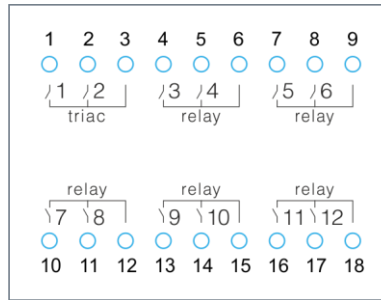 1 2 3 4 5 6 7 8 9
1 2 3 4 5 6
triac relay relay
relay relay relay
7 8 9 10 11 12
10 11 12 13 14 15 16 17 18